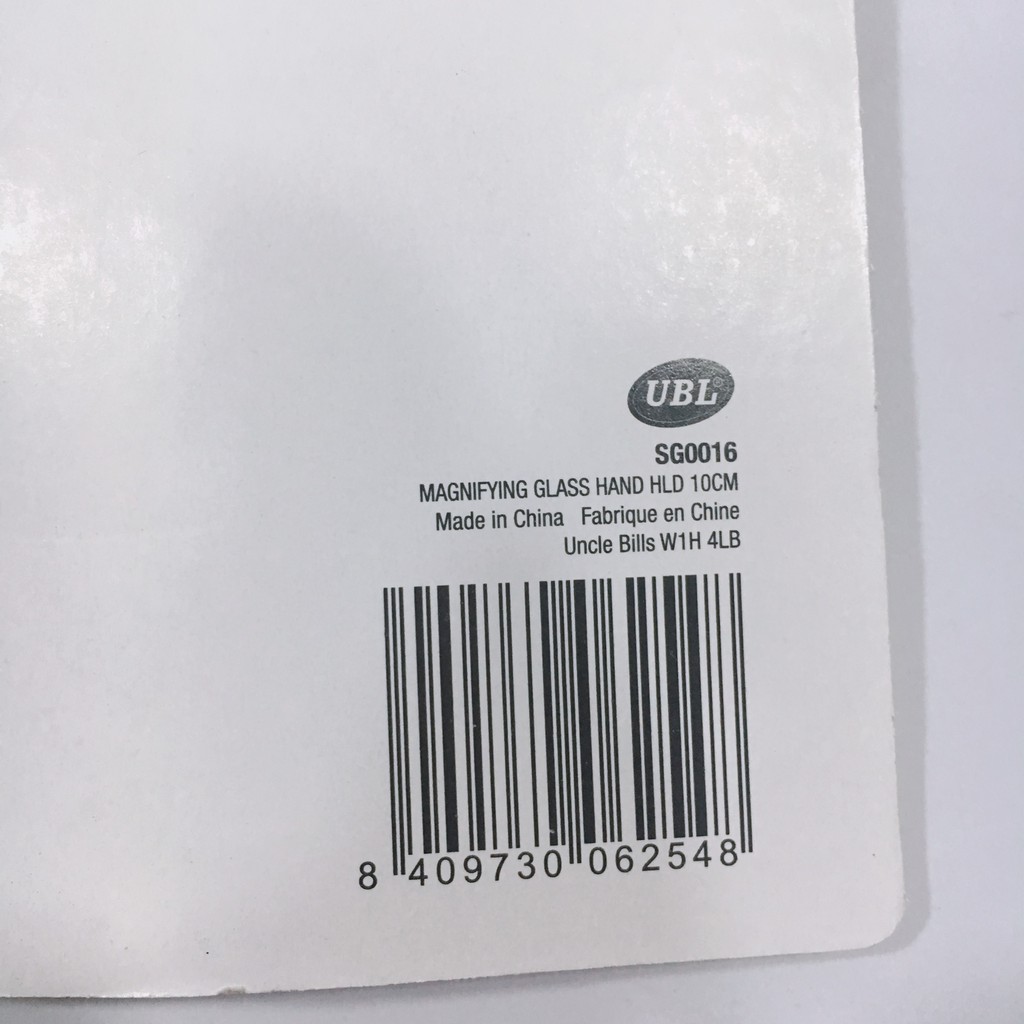 UBL®
SG0016
MAGNIFYING GLASS HAND HLD 10CM
Made in China Fabrique en Chine
Uncle Bills W1H 4LB
8 409730 062548